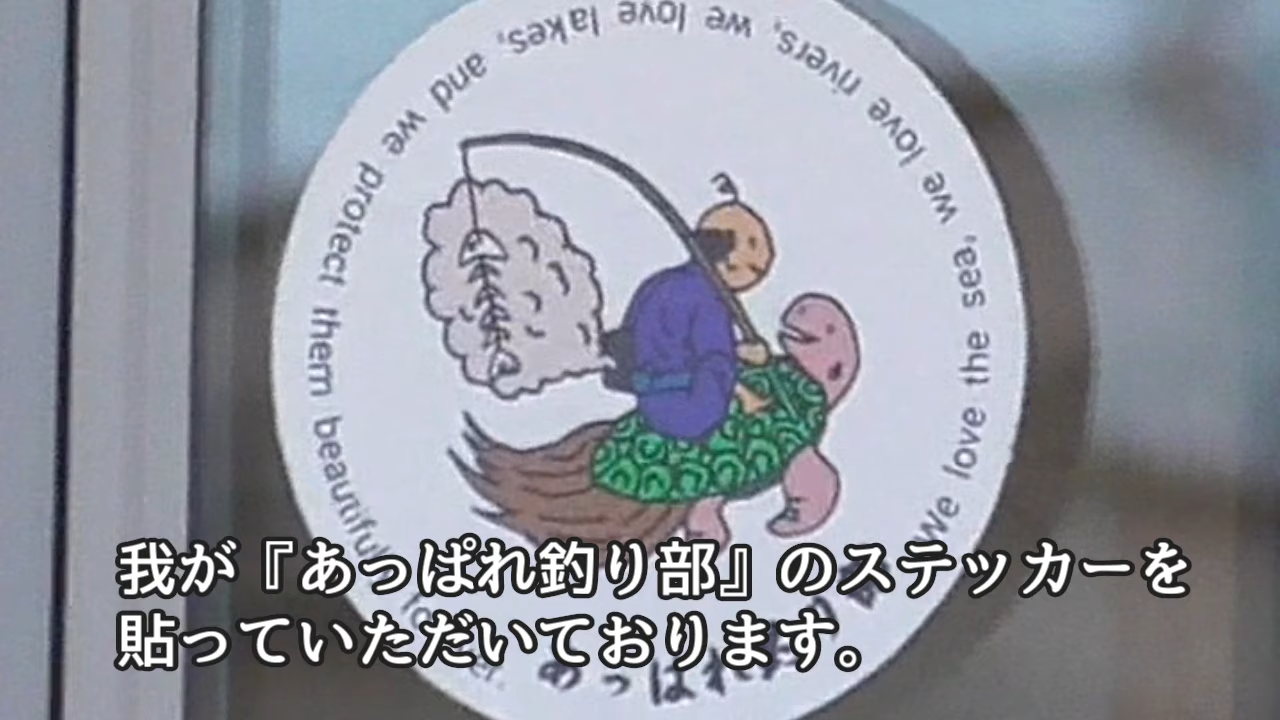 We love the sea, we love rivers, we love lakes, and we protect them beautiful
我が『あっぱれ釣り部』のステッカーを
貼っていただいております。